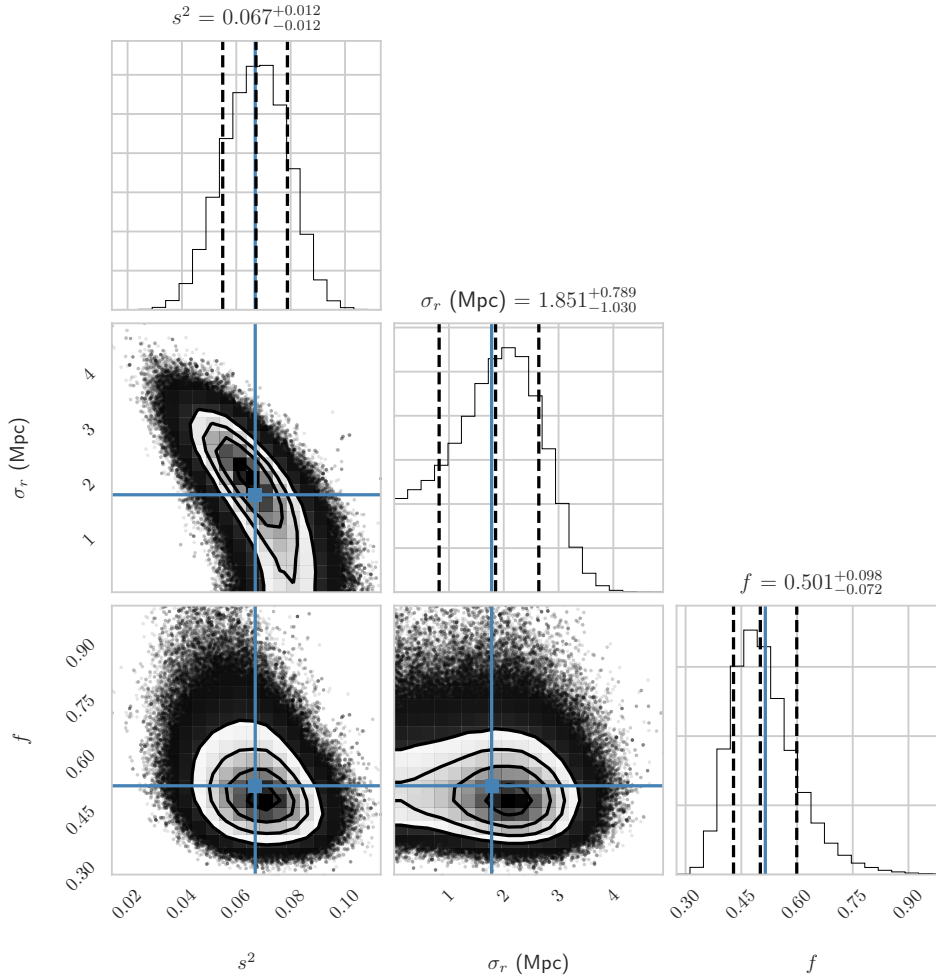 s² = 0.067^{+0.012}_{-0.012}
σ_r (Mpc) = 1.851^{+0.789}_{-1.030}
4
3
2
1
σ_r (Mpc)
f = 0.501^{+0.098}_{-0.072}
0.90
0.75
0.60
0.45
0.30
f
0.02 0.04 0.06 0.08 0.10
1 2 3 4
0.30 0.45 0.60 0.75 0.90
s² σ_r (Mpc) f